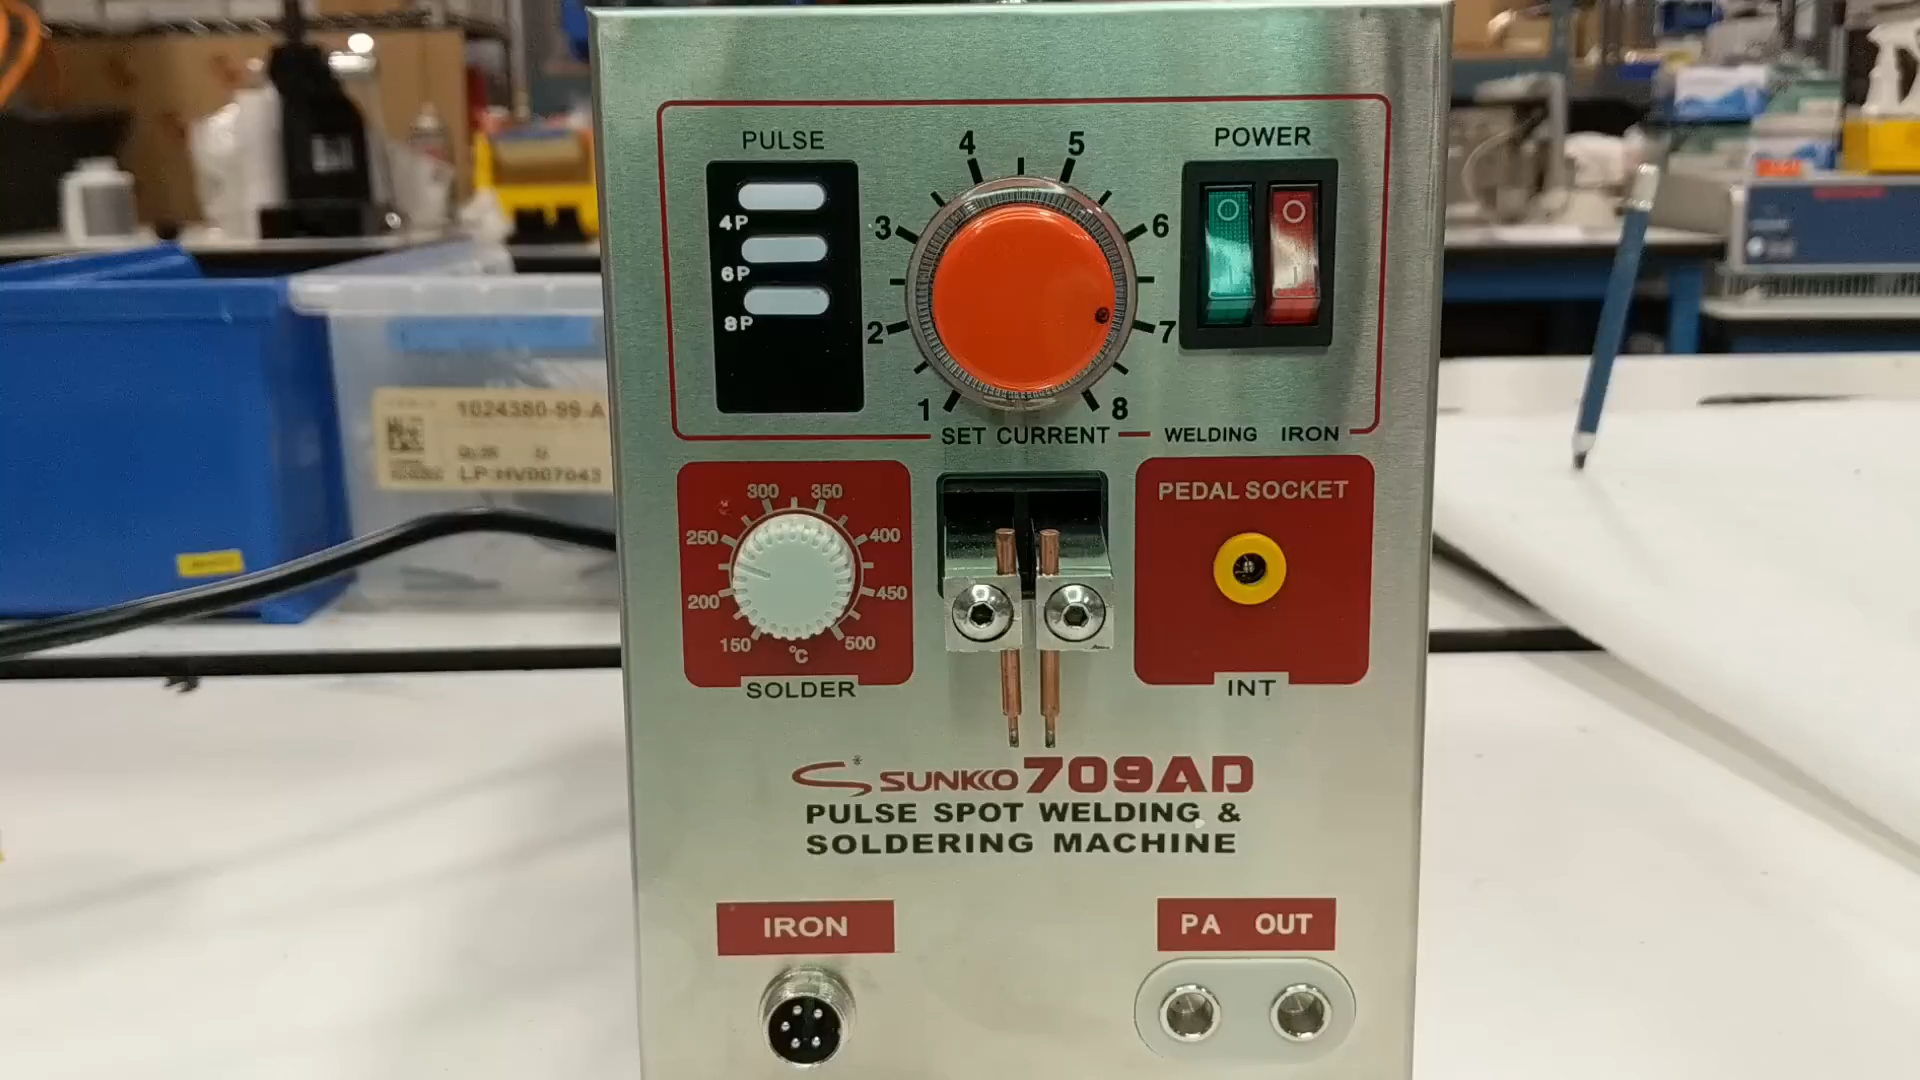 PULSE
4P
6P
8P
1
2
3
4
5
6
7
8
SET CURRENT
POWER
WELDING IRON
300 350
250 400
200 450
150 500
°C
SOLDER
PEDAL SOCKET
INT
SUNKKO 709AD
PULSE SPOT WELDING &
SOLDERING MACHINE
IRON
PA OUT
1024380-99-A
LP:HV007043